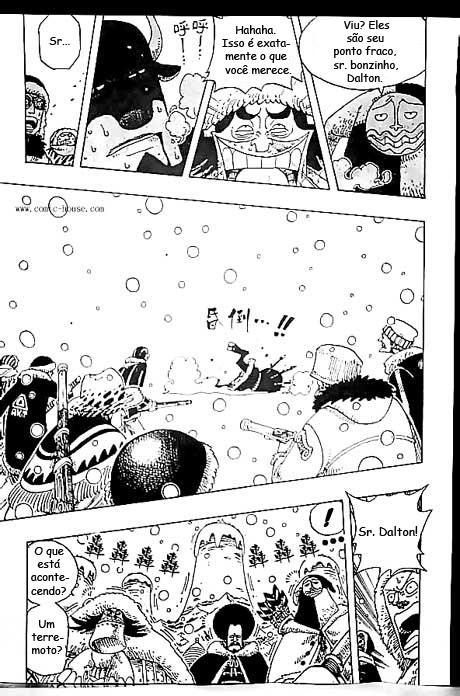 Viu? Eles
são seu
ponto fraco,
sr. bonzinho,
Dalton.
Hahaha.
Isso é exata-
mente o que
você merece.
呼…
呼…
Sr...
www.comic-house.com
昏倒…!!
Sr. Dalton!
!
...
O que
está
aconte-
cendo?
Um
terre-
moto?